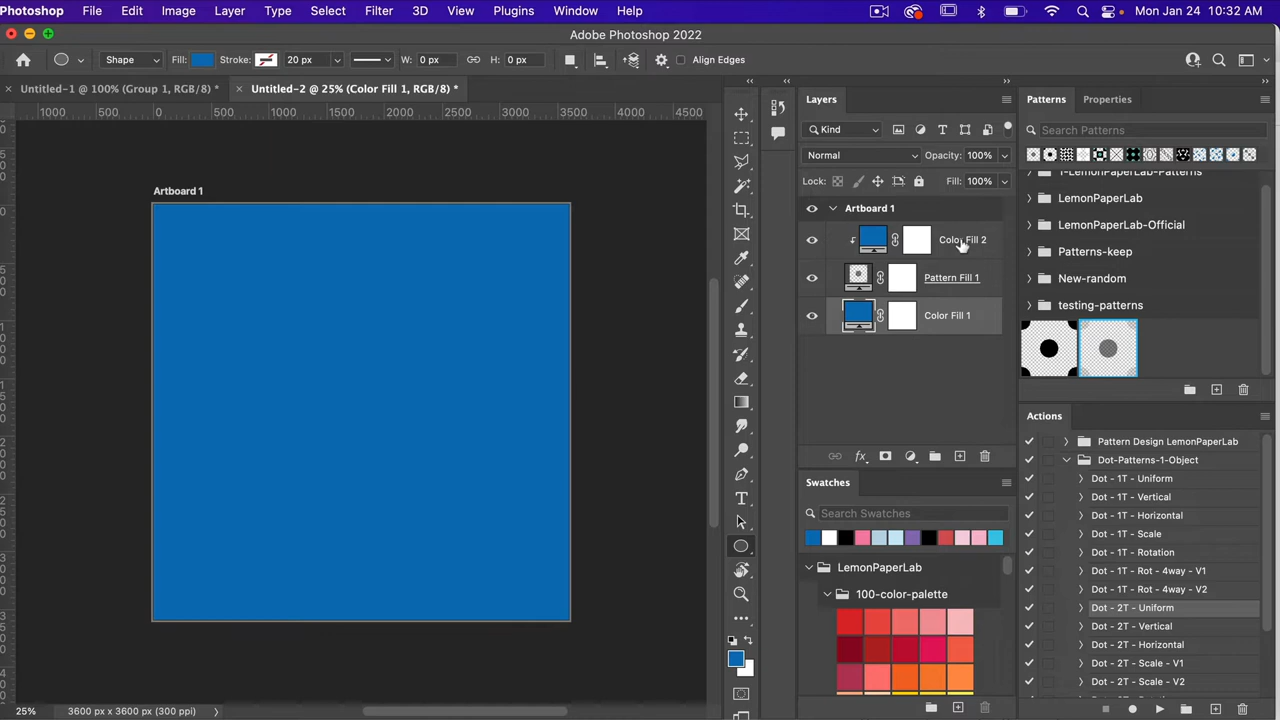 Photoshop File Edit Image Layer Type Select Filter 3D View Plugins Window Help Mon Jan 24 10:32 AM
Adobe Photoshop 2022
Shape Fill: Stroke: 20 px W: 0 px H: 0 px Align Edges
Untitled-1 @ 100% (Group 1, RGB/8) * Untitled-2 @ 25% (Color Fill 1, RGB/8) *
1000 500 0 500 1000 1500 2000 2500 3000 3500 4000 4500
Artboard 1
25% 3600 px x 3600 px (300 ppi)
Layers
Kind
Normal Opacity: 100%
Lock: Fill: 100%
Artboard 1
Color Fill 2
Pattern Fill 1
Color Fill 1
fx
Swatches
Search Swatches
LemonPaperLab
100-color-palette
Patterns Properties
Search Patterns
1-LemonPaperLab-Patterns
LemonPaperLab
LemonPaperLab-Official
Patterns-keep
New-random
testing-patterns
Actions
Pattern Design LemonPaperLab
Dot-Patterns-1-Object
Dot - 1T - Uniform
Dot - 1T - Vertical
Dot - 1T - Horizontal
Dot - 1T - Scale
Dot - 1T - Rotation
Dot - 1T - Rot - 4way - V1
Dot - 1T - Rot - 4way - V2
Dot - 2T - Uniform
Dot - 2T - Vertical
Dot - 2T - Horizontal
Dot - 2T - Scale - V1
Dot - 2T - Scale - V2